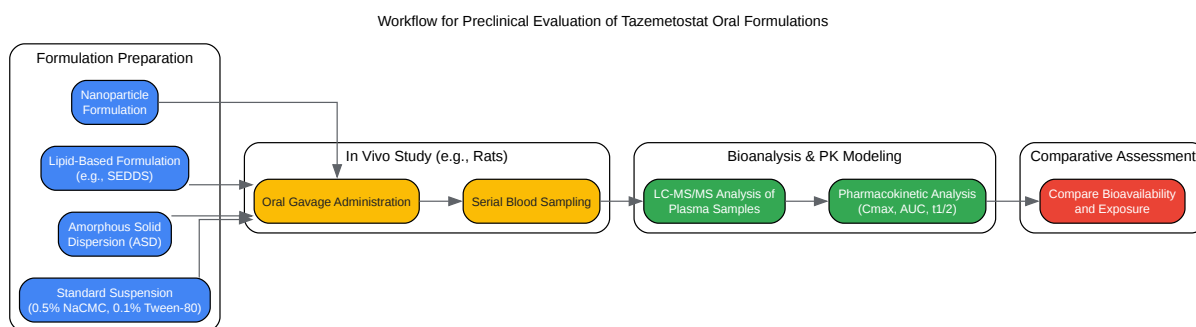 Workflow for Preclinical Evaluation of Tazemetostat Oral Formulations
Formulation Preparation
Nanoparticle
Formulation
Lipid-Based Formulation
(e.g., SEDDS)
Amorphous Solid
Dispersion (ASD)
Standard Suspension
(0.5% NaCMC, 0.1% Tween-80)
In Vivo Study (e.g., Rats)
Oral Gavage Administration
Serial Blood Sampling
Bioanalysis & PK Modeling
LC-MS/MS Analysis of
Plasma Samples
Pharmacokinetic Analysis
(Cmax, AUC, t1/2)
Comparative Assessment
Compare Bioavailability
and Exposure